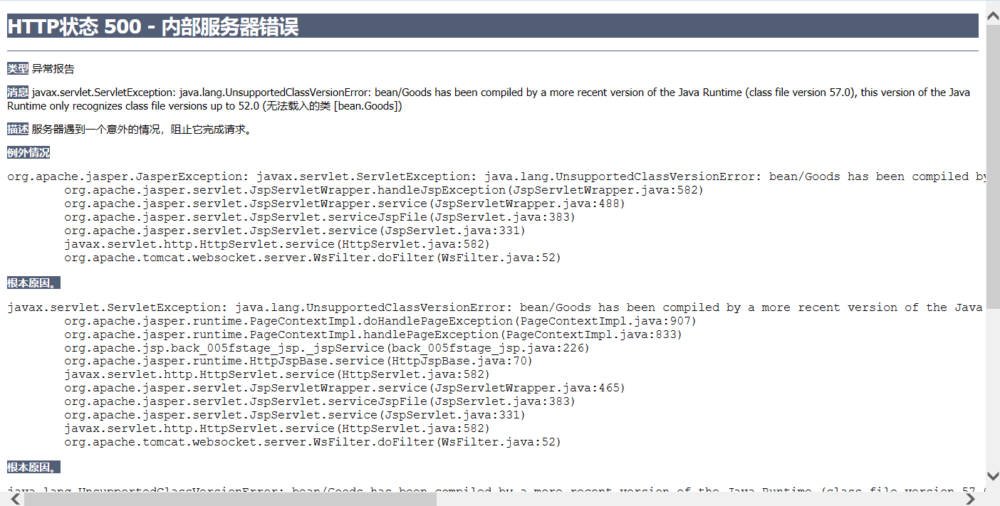 HTTP状态 500 - 内部服务器错误
类型 异常报告
消息 javax.servlet.ServletException: java.lang.UnsupportedClassVersionError: bean/Goods has been compiled by a more recent version of the Java Runtime (class file version 57.0), this version of the Java
Runtime only recognizes class file versions up to 52.0 (无法载入的类 [bean.Goods])
描述 服务器遇到一个意外的情况，阻止它完成请求。
例外情况
org.apache.jasper.JasperException: javax.servlet.ServletException: java.lang.UnsupportedClassVersionError: bean/Goods has been compiled by
org.apache.jasper.servlet.JspServletWrapper.handleJspException(JspServletWrapper.java:582)
org.apache.jasper.servlet.JspServletWrapper.service(JspServletWrapper.java:488)
org.apache.jasper.servlet.JspServlet.serviceJspFile(JspServlet.java:383)
org.apache.jasper.servlet.JspServlet.service(JspServlet.java:331)
javax.servlet.http.HttpServlet.service(HttpServlet.java:582)
org.apache.tomcat.websocket.server.WsFilter.doFilter(WsFilter.java:52)
根本原因。
javax.servlet.ServletException: java.lang.UnsupportedClassVersionError: bean/Goods has been compiled by a more recent version of the Java
org.apache.jasper.runtime.PageContextImpl.doHandlePageException(PageContextImpl.java:907)
org.apache.jasper.runtime.PageContextImpl.handlePageException(PageContextImpl.java:833)
org.apache.jsp.back_005fstage_jsp._jspService(back_005fstage_jsp.java:226)
org.apache.jasper.runtime.HttpJspBase.service(HttpJspBase.java:70)
javax.servlet.http.HttpServlet.service(HttpServlet.java:582)
org.apache.jasper.servlet.JspServletWrapper.service(JspServletWrapper.java:465)
org.apache.jasper.servlet.JspServlet.serviceJspFile(JspServlet.java:383)
org.apache.jasper.servlet.JspServlet.service(JspServlet.java:331)
javax.servlet.http.HttpServlet.service(HttpServlet.java:582)
org.apache.tomcat.websocket.server.WsFilter.doFilter(WsFilter.java:52)
根本原因。
java.lang.UnsupportedClassVersionError: bean/Goods has been compiled by a more recent version of the Java Runtime (class file version 57.0